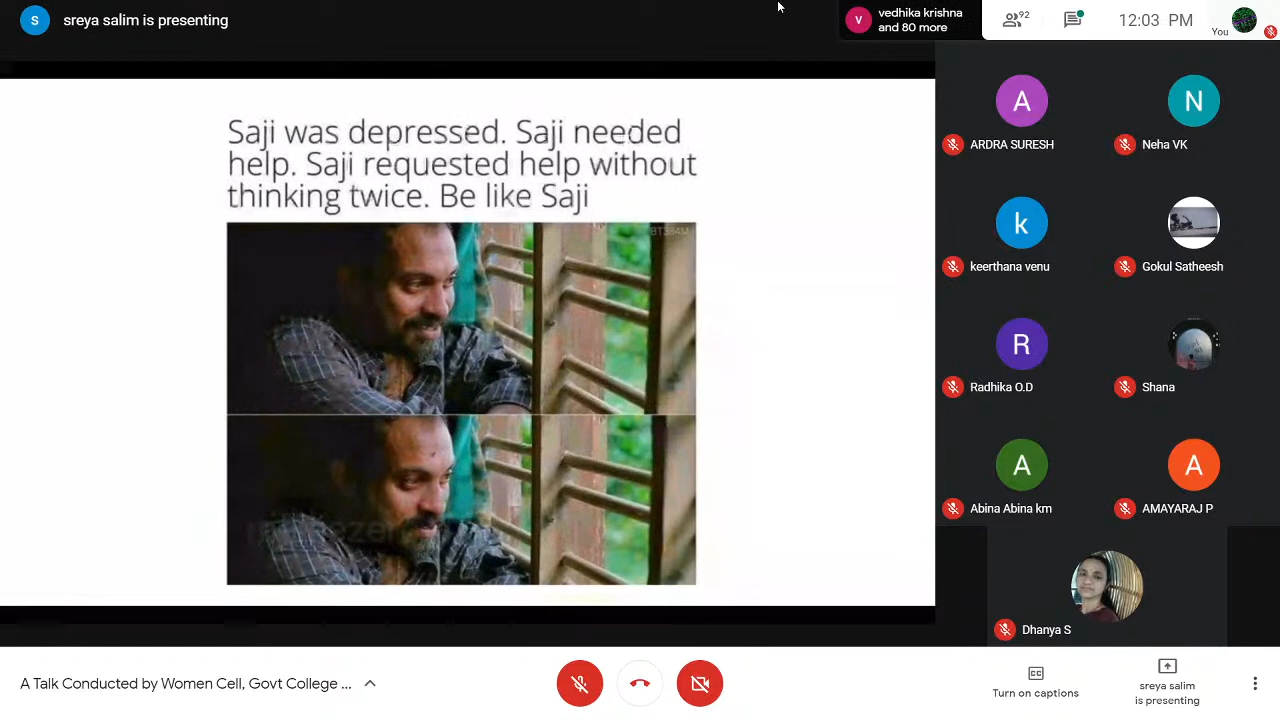 S
sreya salim is presenting
V
vedhika krishna
and 80 more
92
12:03 PM
You
Saji was depressed. Saji needed
help. Saji requested help without
thinking twice. Be like Saji
BT384M
A
ARDRA SURESH
N
Neha VK
k
keerthana venu
Gokul Satheesh
R
Radhika O.D
Shana
A
Abina Abina km
A
AMAYARAJ P
Dhanya S
A Talk Conducted by Women Cell, Govt College ...
CC
Turn on captions
sreya salim
is presenting